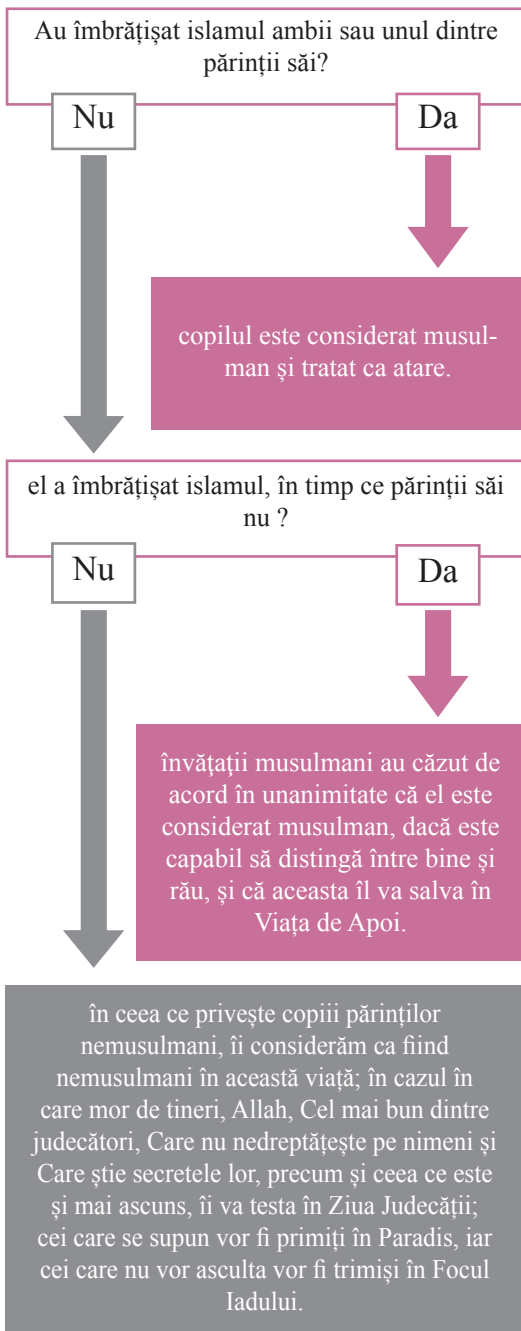 Au îmbrățișat islamul ambii sau unul dintre
părinții săi?
Nu
Da
copilul este considerat musul-
man și tratat ca atare.
el a îmbrățișat islamul, în timp ce părinții săi
nu ?
Nu
Da
învăţaţii musulmani au căzut de
acord în unanimitate că el este
considerat musulman, dacă este
capabil să distingă între bine și
rău, și că aceasta îl va salva în
Viața de Apoi.
în ceea ce privește copiii părinților
nemusulmani, îi considerăm ca fiind
nemusulmani în această viață; în cazul în
care mor de tineri, Allah, Cel mai bun dintre
judecători, Care nu nedreptățește pe nimeni și
Care știe secretele lor, precum și ceea ce este
și mai ascuns, îi va testa în Ziua Judecății;
cei care se supun vor fi primiți în Paradis, iar
cei care nu vor asculta vor fi trimiși în Focul
Iadului.